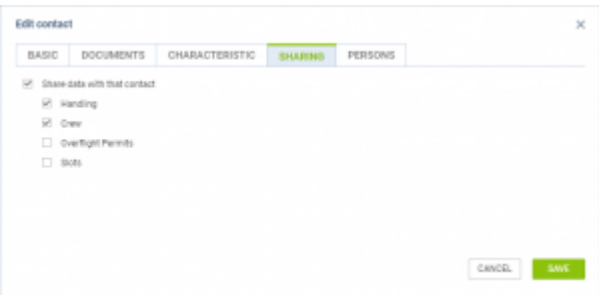 Edit contact
BASIC DOCUMENTS CHARACTERISTIC SHARING PERSONS
Share data with that contact
Handling
Crew
Overflight Permits
Slots
CANCEL SAVE